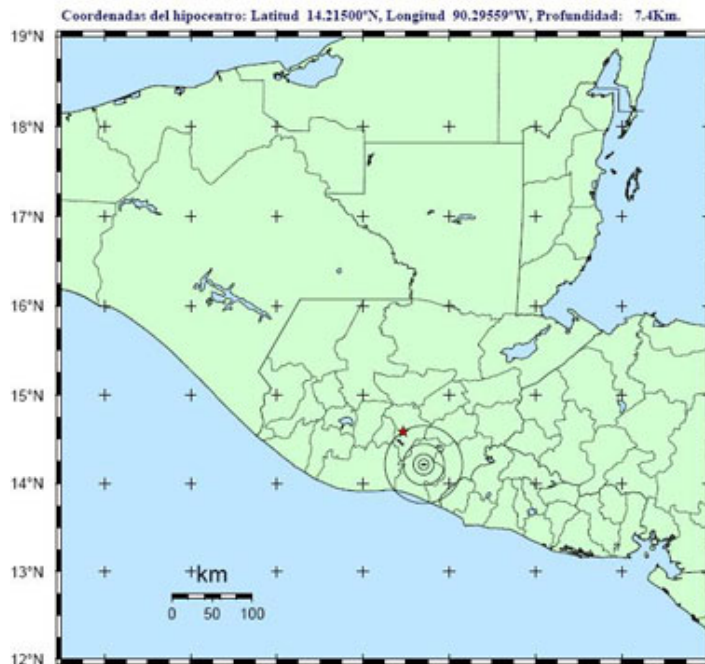 Coordenadas del hipocentro: Latitud 14.21500°N, Longitud 90.29559°W, Profundidad: 7.4Km.
19°N
18°N
17°N
16°N
15°N
14°N
13°N
km
0 50 100
12°N